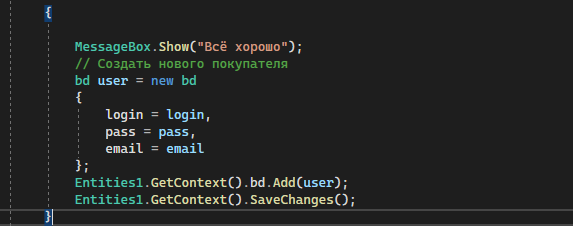 {
MessageBox.Show("Всё хорошо");
// Создать нового покупателя
bd user = new bd
{
login = login,
pass = pass,
email = email
};
Entities1.GetContext().bd.Add(user);
Entities1.GetContext().SaveChanges();
}